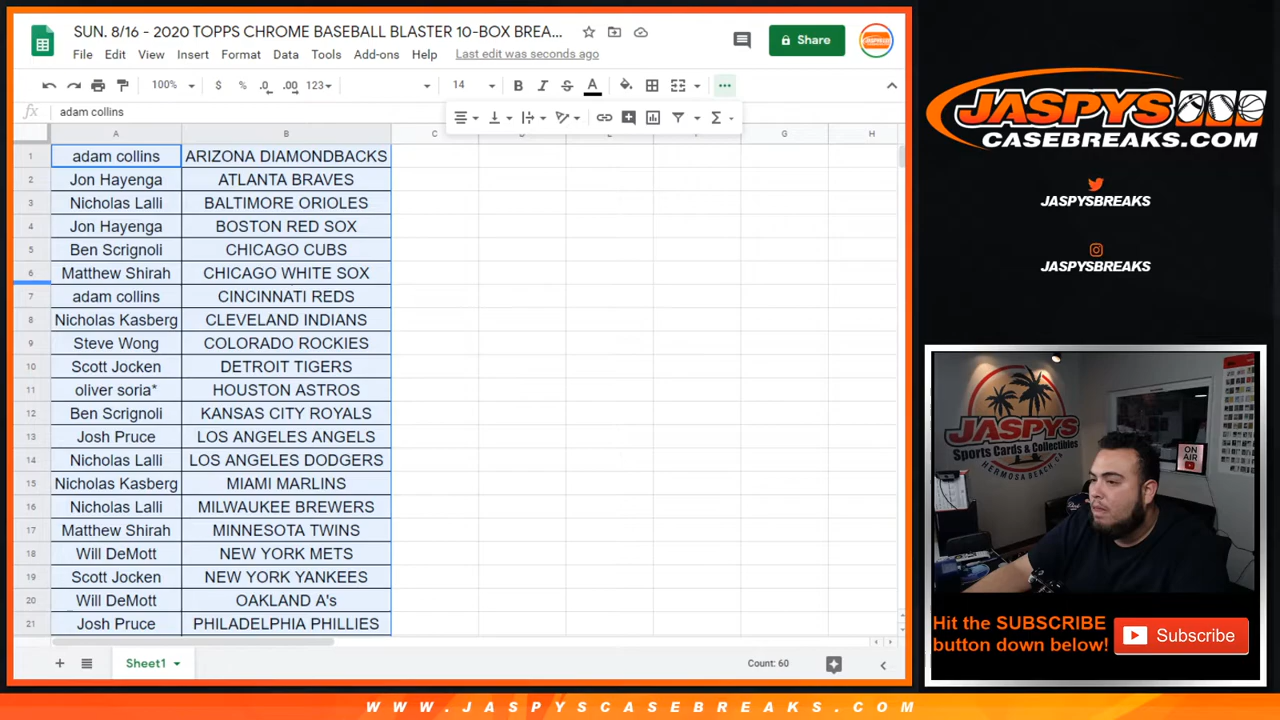 SUN. 8/16 - 2020 TOPPS CHROME BASEBALL BLASTER 10-BOX BREA...
File Edit View Insert Format Data Tools Add-ons Help Last edit was seconds ago
Share
100% $ % .0 .00 123 14 B I S A
fx adam collins
A B C G H
1 adam collins ARIZONA DIAMONDBACKS
2 Jon Hayenga ATLANTA BRAVES
3 Nicholas Lalli BALTIMORE ORIOLES
4 Jon Hayenga BOSTON RED SOX
5 Ben Scrignoli CHICAGO CUBS
6 Matthew Shirah CHICAGO WHITE SOX
7 adam collins CINCINNATI REDS
8 Nicholas Kasberg CLEVELAND INDIANS
9 Steve Wong COLORADO ROCKIES
10 Scott Jocken DETROIT TIGERS
11 oliver soria* HOUSTON ASTROS
12 Ben Scrignoli KANSAS CITY ROYALS
13 Josh Pruce LOS ANGELES ANGELS
14 Nicholas Lalli LOS ANGELES DODGERS
15 Nicholas Kasberg MIAMI MARLINS
16 Nicholas Lalli MILWAUKEE BREWERS
17 Matthew Shirah MINNESOTA TWINS
18 Will DeMott NEW YORK METS
19 Scott Jocken NEW YORK YANKEES
20 Will DeMott OAKLAND A's
21 Josh Pruce PHILADELPHIA PHILLIES
Sheet1
Count: 60
JASPYS
CASEBREAKS.COM
JASPYSBREAKS
JASPYSBREAKS
JASPYS
Sports Cards & Collectibles
HERMOSA BEACH, CA
ON AIR
Hit the SUBSCRIBE
button down below!
Subscribe
WWW.JASPYSCASEBREAKS.COM